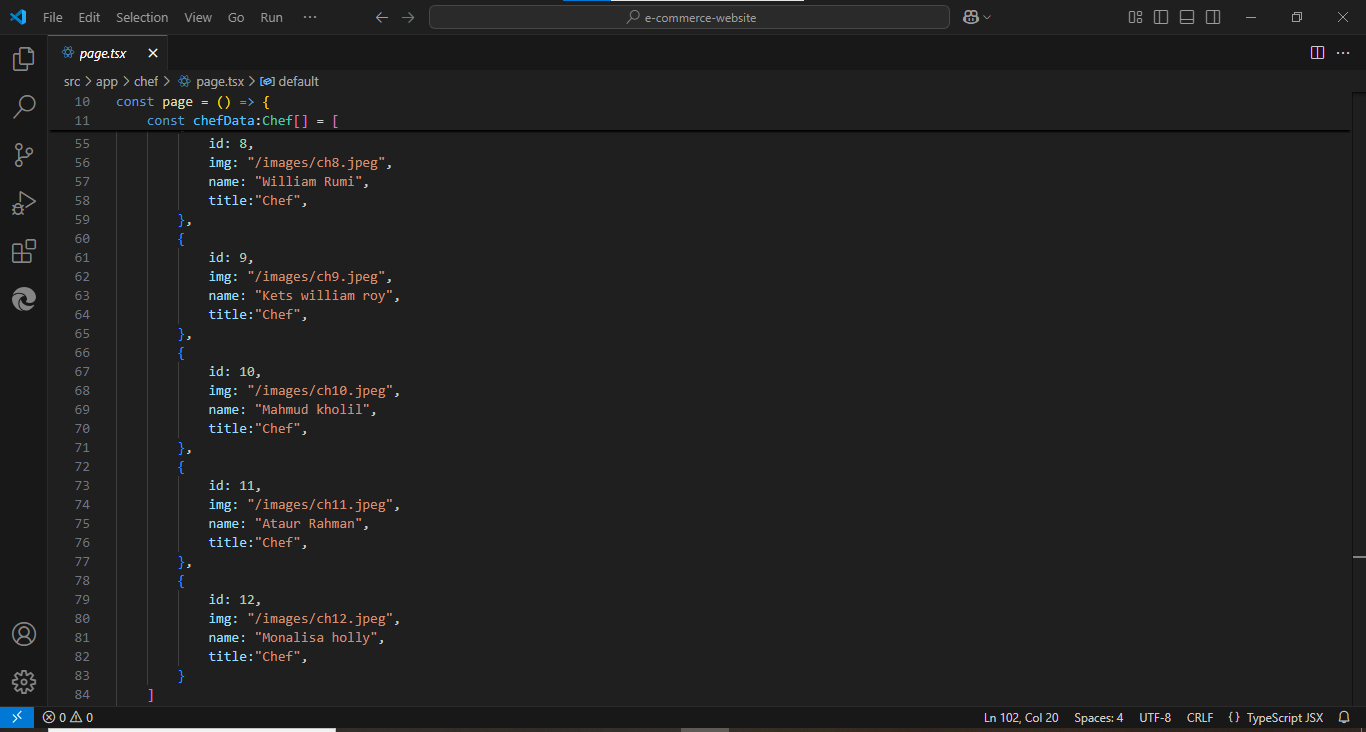 File Edit Selection View Go Run ··· e-commerce-website
page.tsx
src > app > chef > page.tsx > default
10 const page = () => {
11 const chefData:Chef[] = [
55 id: 8,
56 img: "/images/ch8.jpeg",
57 name: "William Rumi",
58 title:"Chef",
59 },
60 {
61 id: 9,
62 img: "/images/ch9.jpeg",
63 name: "Kets william roy",
64 title:"Chef",
65 },
66 {
67 id: 10,
68 img: "/images/ch10.jpeg",
69 name: "Mahmud kholil",
70 title:"Chef",
71 },
72 {
73 id: 11,
74 img: "/images/ch11.jpeg",
75 name: "Ataur Rahman",
76 title:"Chef",
77 },
78 {
79 id: 12,
80 img: "/images/ch12.jpeg",
81 name: "Monalisa holly",
82 title:"Chef",
83 }
84 ]
0 0 Ln 102, Col 20 Spaces: 4 UTF-8 CRLF {} TypeScript JSX